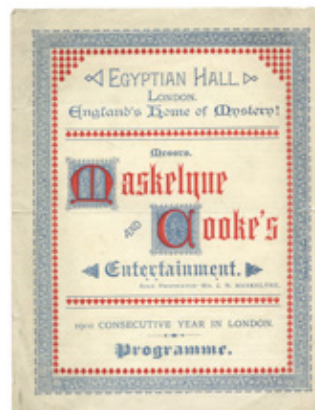 EGYPTIAN HALL
LONDON.
England's Home of Mystery!
Messrs.
Maskelyne
AND
Cooke's
Entertainment.
SOLE PROPRIETOR MR. J. N. MASKELYNE.
CONSECUTIVE YEAR IN LONDON.
Programme.